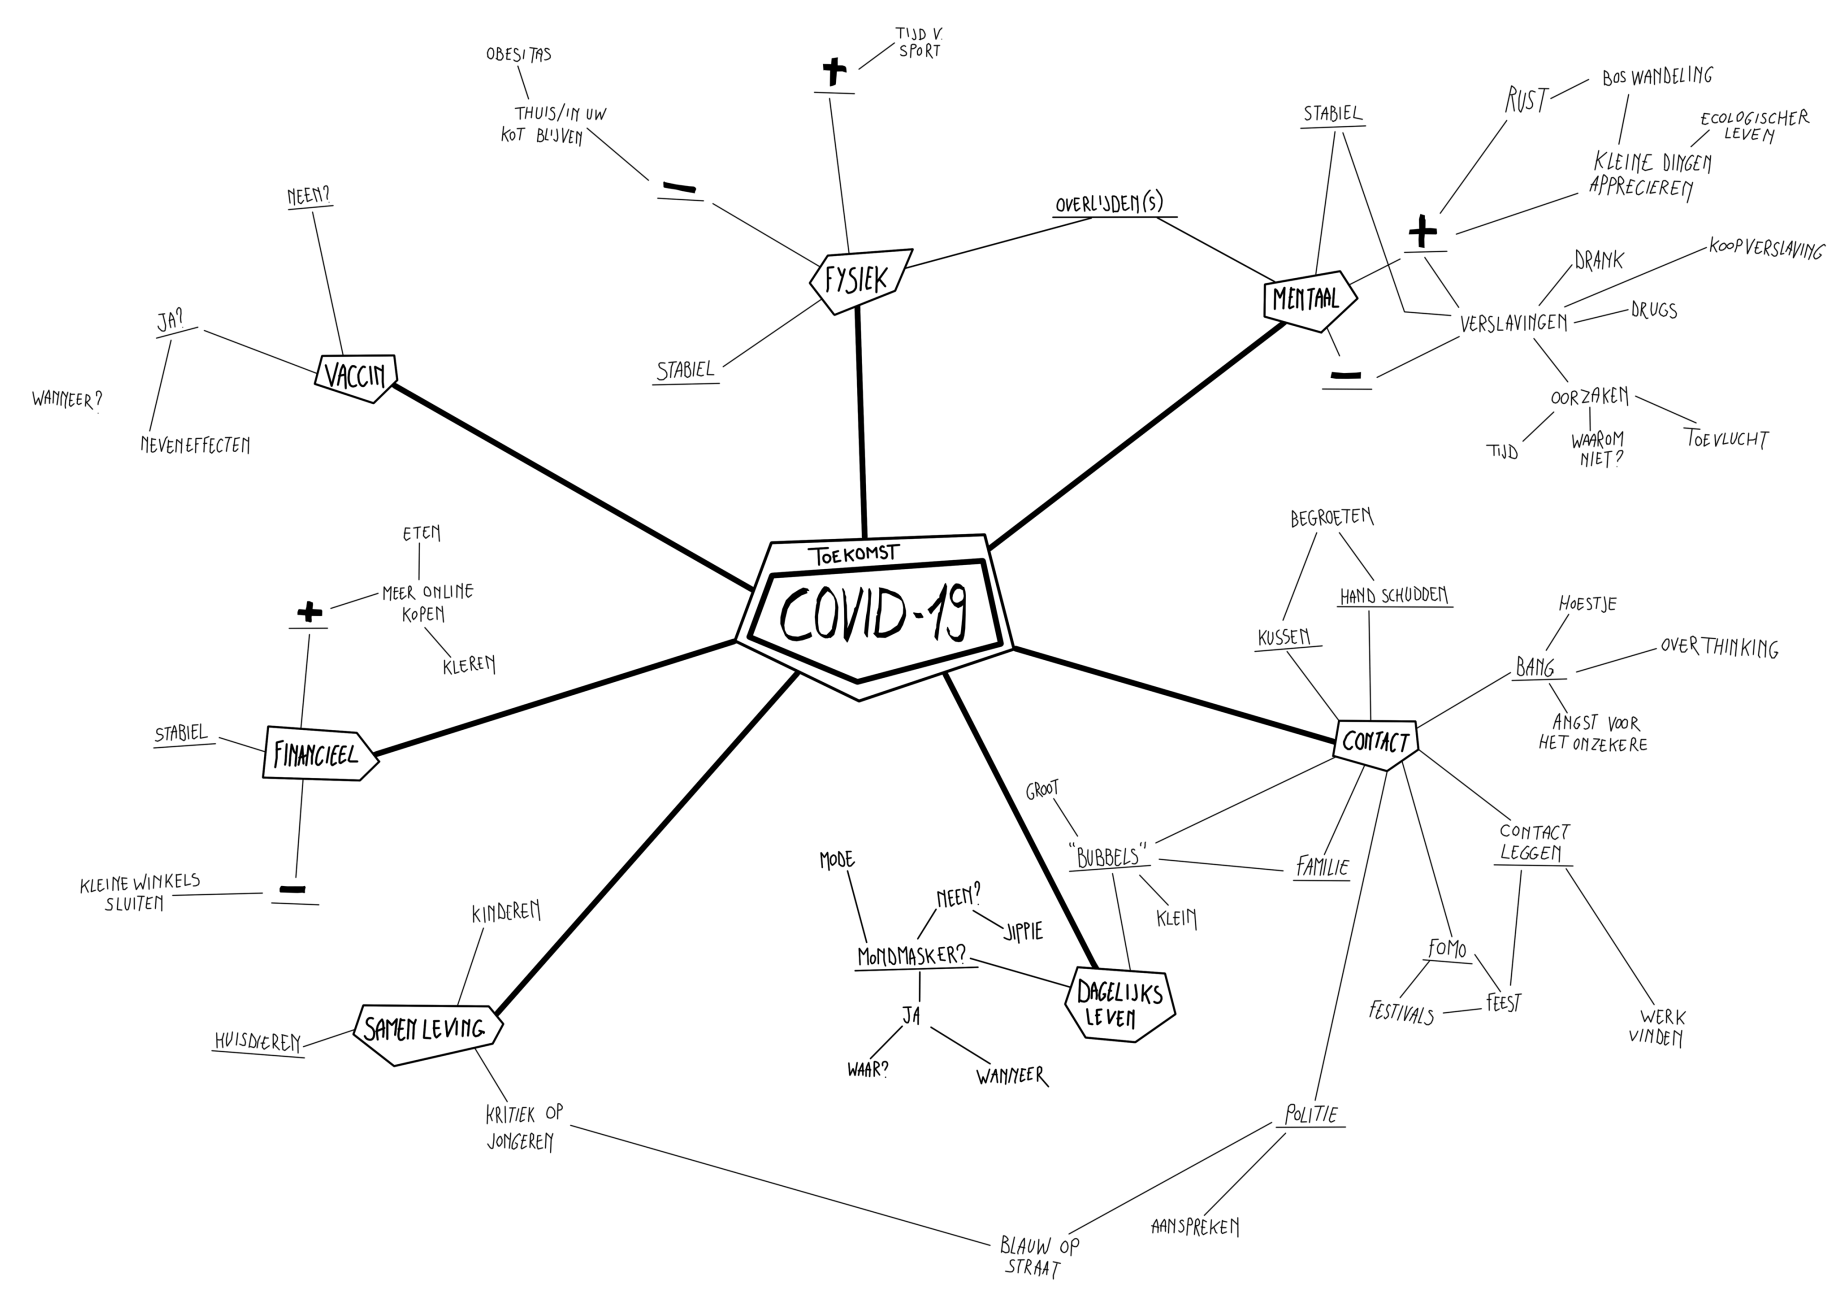 TIJD V.
SPORT
+
OBESITAS
THUIS/IN UW
KOT BLIJVEN
-
FYSIEK
STABIEL
OVERLIJDEN(S)
STABIEL
RUST
BOS WANDELING
ECOLOGISCHER
LEVEN
KLEINE DINGEN
APPRECIEREN
+
MENTAAL
-
VERSLAVINGEN
DRANK
KOOPVERSLAVING
DRUGS
OORZAKEN
TIJD
WAAROM
NIET?
TOEVLUCHT
NEEN?
JA?
VACCIN
WANNEER?
NEVENEFFECTEN
TOEKOMST
COVID-19
ETEN
MEER ONLINE
KOPEN
KLEREN
+
STABIEL
FINANCIEEL
-
KLEINE WINKELS
SLUITEN
BEGROETEN
HAND SCHUDDEN
KUSSEN
HOESTJE
BANG
OVERTHINKING
ANGST VOOR
HET ONZEKERE
CONTACT
GROOT
"BUBBELS"
KLEIN
FAMILIE
CONTACT
LEGGEN
FOMO
FESTIVALS
FEEST
WERK
VINDEN
MODE
NEEN?
JIPPIE
MONDMASKER?
JA
WAAR?
WANNEER
DAGELIJKS
LEVEN
KINDEREN
SAMENLEVING
HUISDIEREN
KRITIEK OP
JONGEREN
POLITIE
AANSPREKEN
BLAUW OP
STRAAT